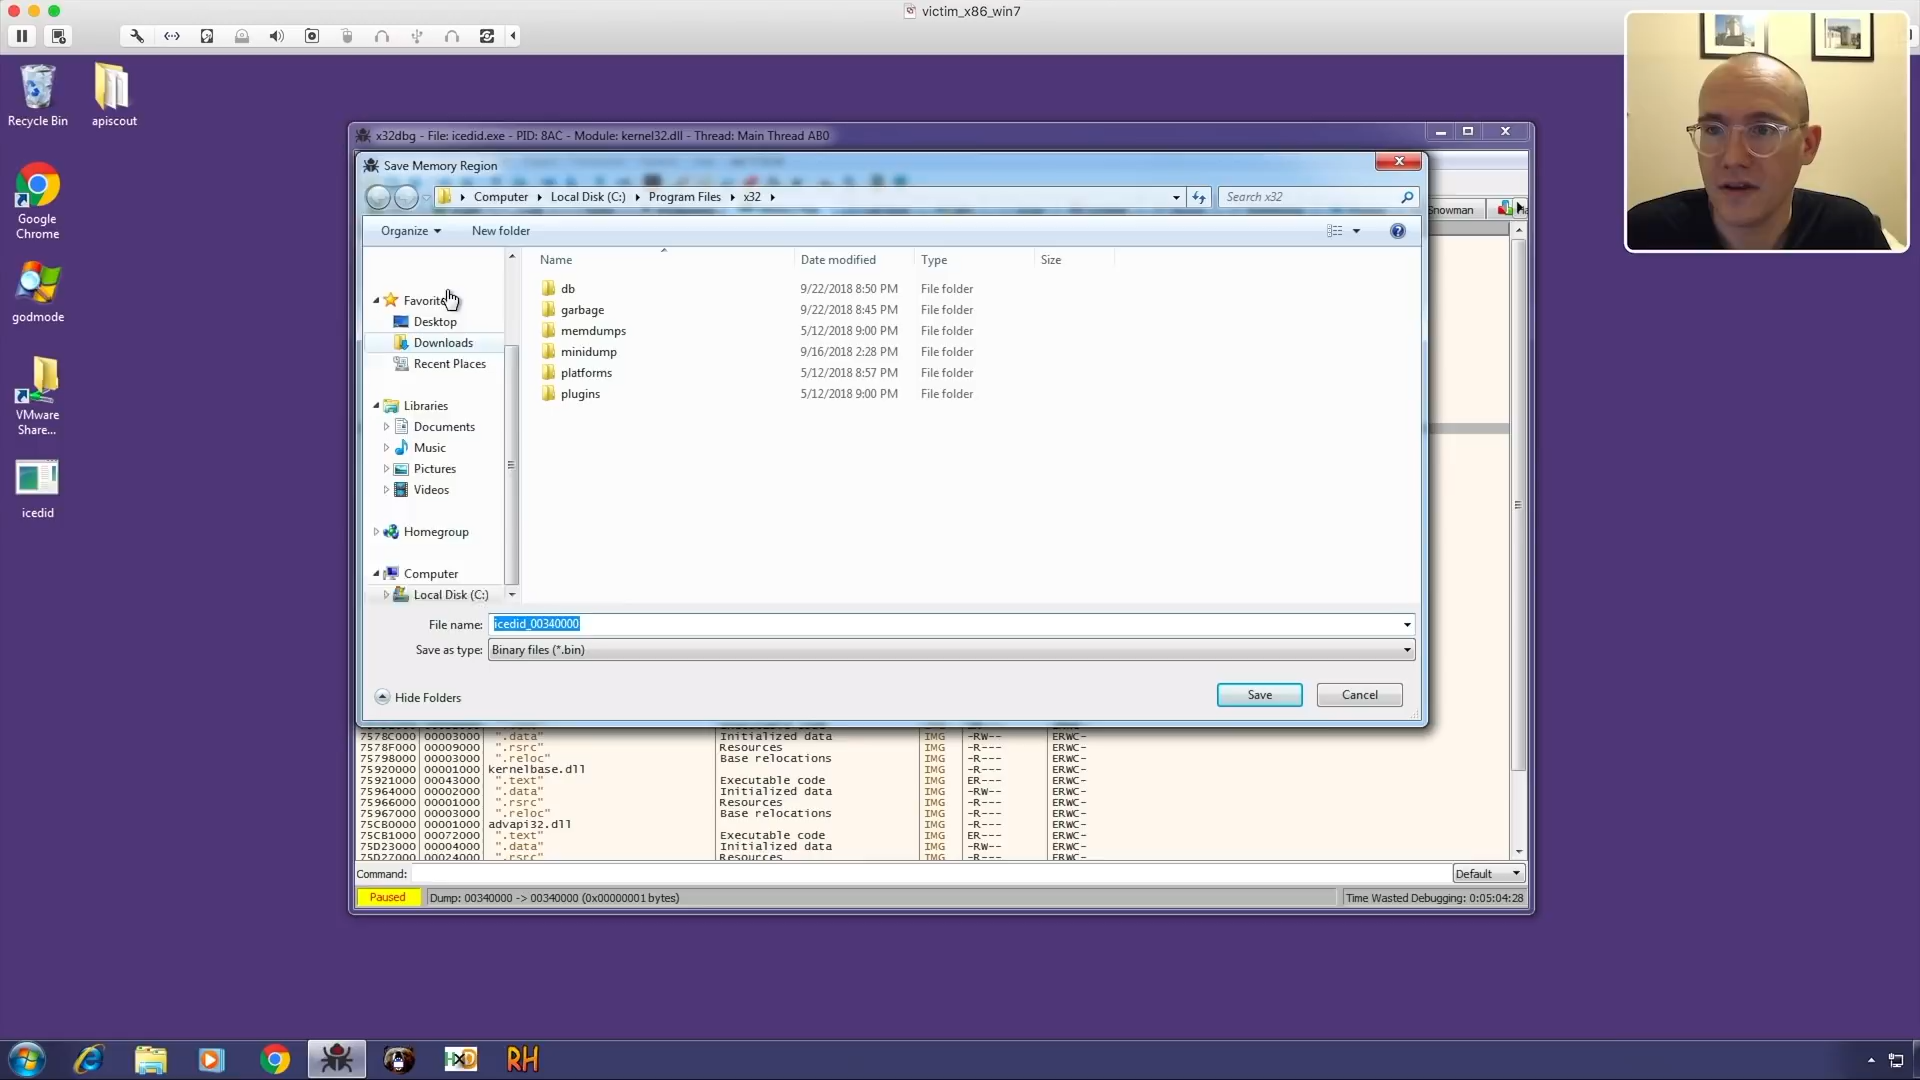 victim_x86_win7
Recycle Bin
apiscout
Google
Chrome
godmode
VMware
Share...
icedid
x32dbg - File: icedid.exe - PID: 8AC - Module: kernel32.dll - Thread: Main Thread AB0
Save Memory Region
Computer
Local Disk (C:)
Program Files
x32
Search x32
Snowman
Organize
New folder
Name
Date modified
Type
Size
db 9/22/2018 8:50 PM File folder
garbage 9/22/2018 8:45 PM File folder
memdumps 5/12/2018 9:00 PM File folder
minidump 9/16/2018 2:28 PM File folder
platforms 5/12/2018 8:57 PM File folder
plugins 5/12/2018 9:00 PM File folder
Desktop
Downloads
Recent Places
Libraries
Documents
Music
Pictures
Videos
Homegroup
Computer
Local Disk (C:)
File name: icedid_00340000
Save as type: Binary files (*.bin)
Hide Folders
Save
Cancel
7578C000 00003000 ".data" Initialized data IMG -RW-- ERWC-
7578F000 00009000 ".rsrc" Resources IMG -R--- ERWC-
75798000 00003000 ".reloc" Base relocations IMG -R--- ERWC-
75920000 00001000 kernelbase.dll IMG -R--- ERWC-
75921000 00043000 ".text" Executable code IMG ER--- ERWC-
75964000 00002000 ".data" Initialized data IMG -RW-- ERWC-
75966000 00001000 ".rsrc" Resources IMG -R--- ERWC-
75967000 00003000 ".reloc" Base relocations IMG -R--- ERWC-
75CB0000 00001000 advapi32.dll IMG -R--- ERWC-
75CB1000 00072000 ".text" Executable code IMG ER--- ERWC-
75D23000 00004000 ".data" Initialized data IMG -RW-- ERWC-
75D27000 00024000 ".rsrc" Resources IMG -R--- ERWC-
Command:
Default
Paused
Dump: 00340000 -> 00340000 (0x00000001 bytes)
Time Wasted Debugging: 0:05:04:28
HXD
RH